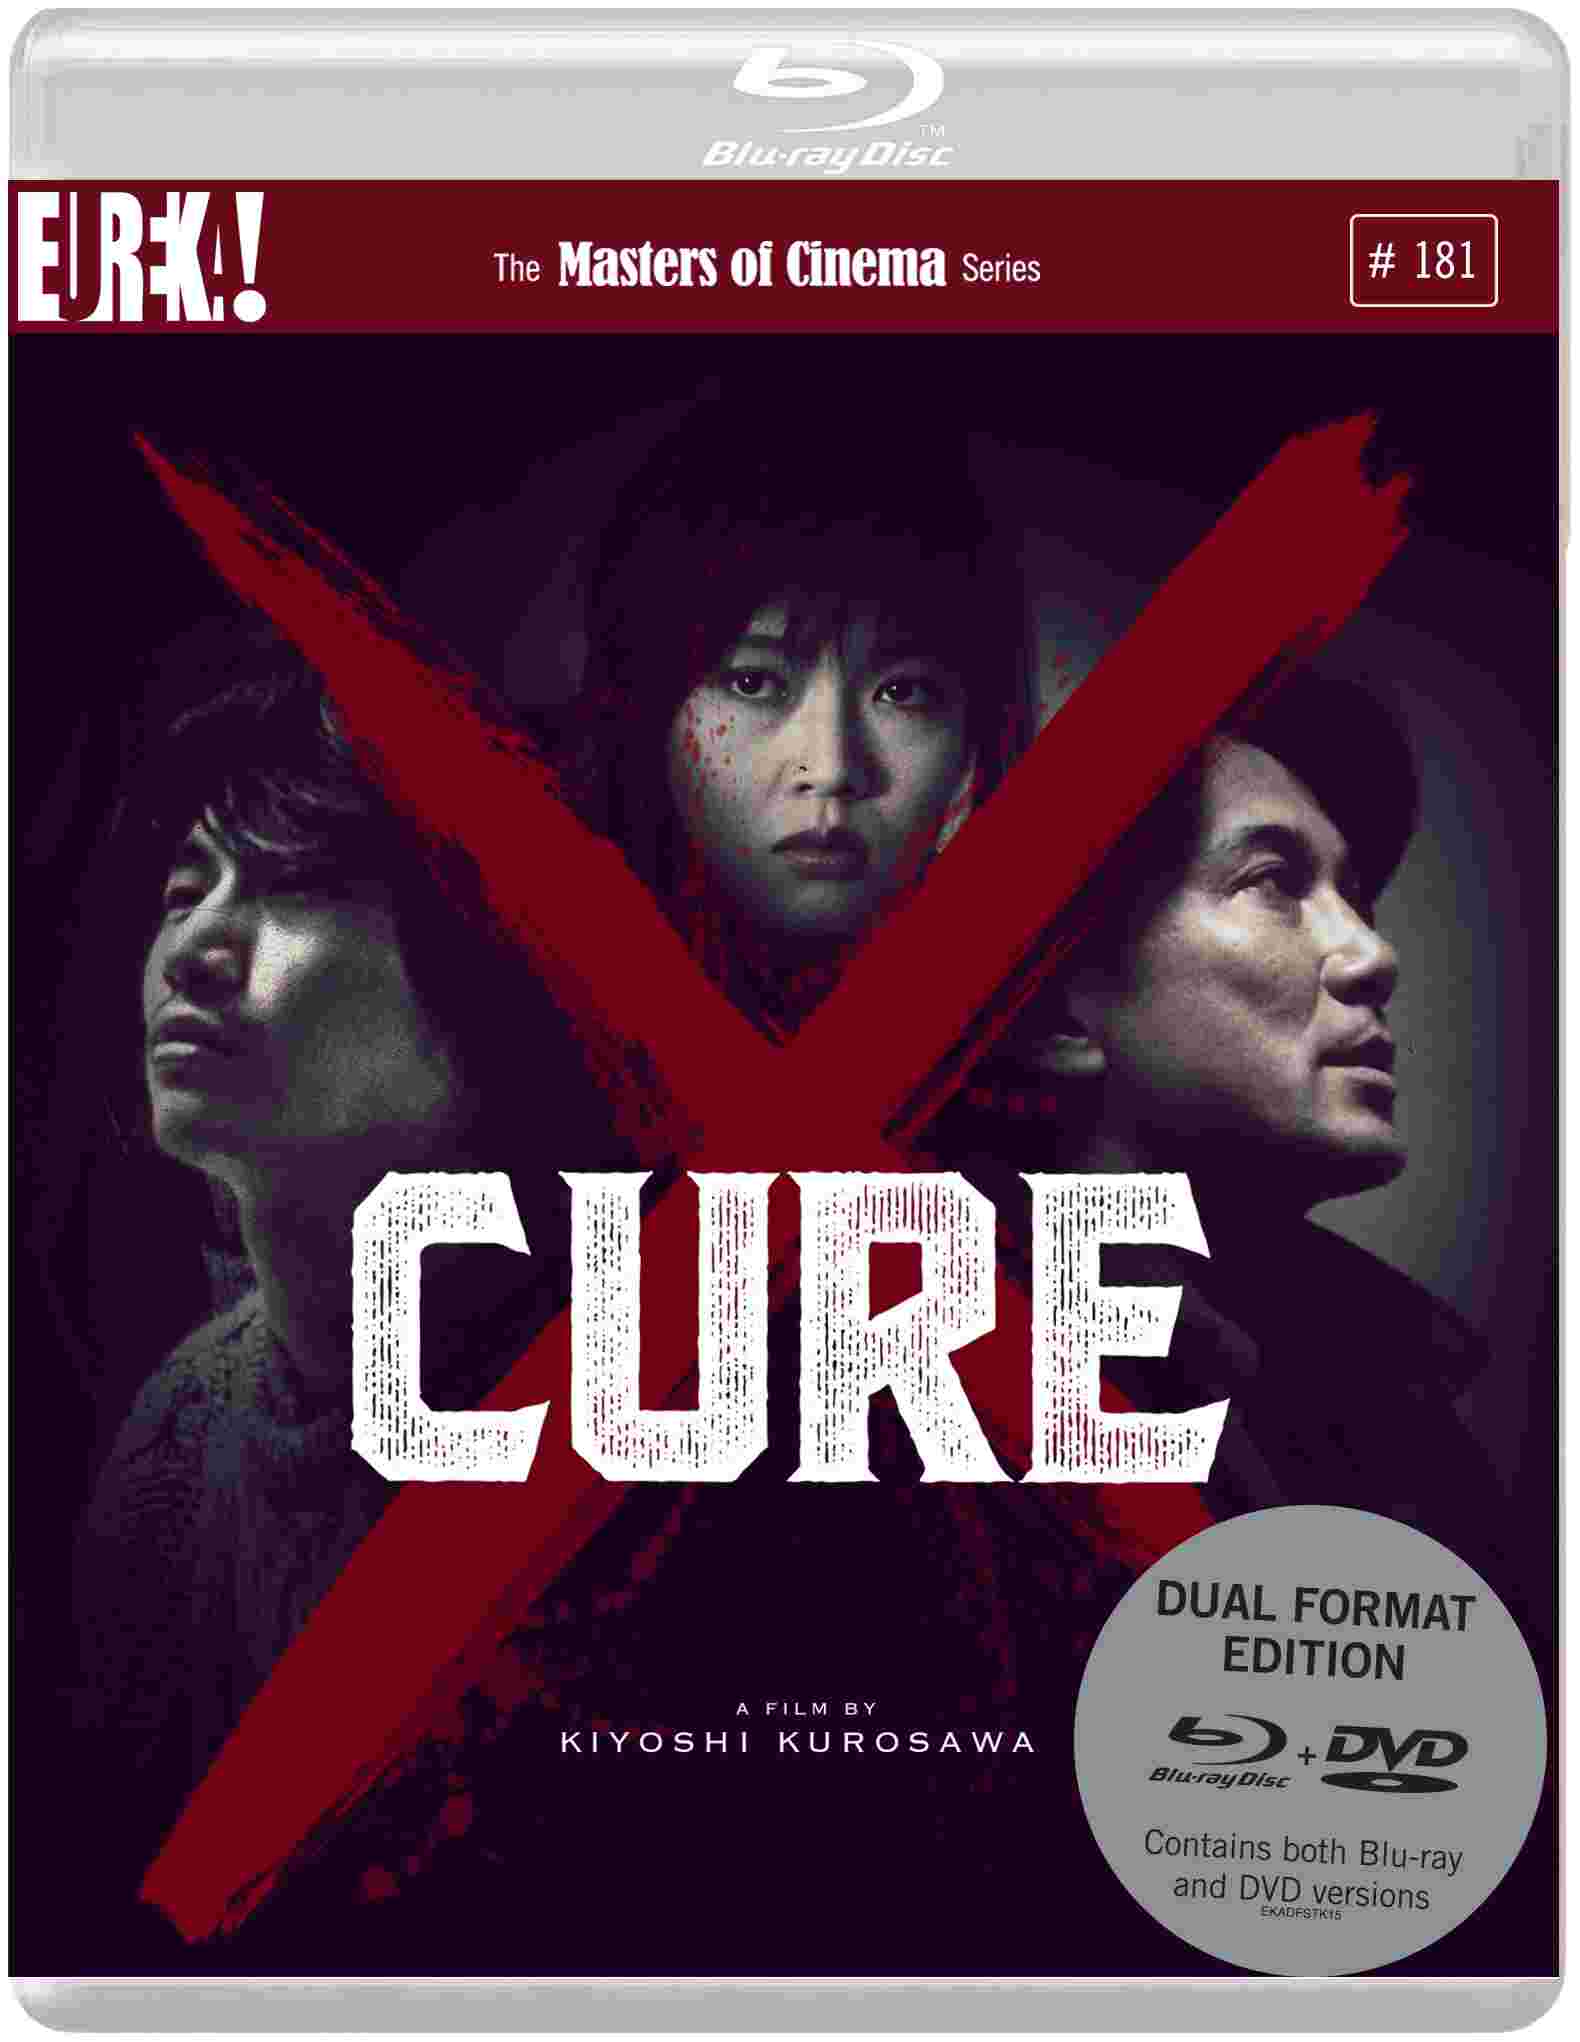 Blu-ray Disc™
EUREKA!
The Masters of Cinema Series
# 181
CURE
A FILM BY
KIYOSHI KUROSAWA
DUAL FORMAT
EDITION
Blu-ray Disc + DVD
Contains both Blu-ray
and DVD versions
EKADFSTK15